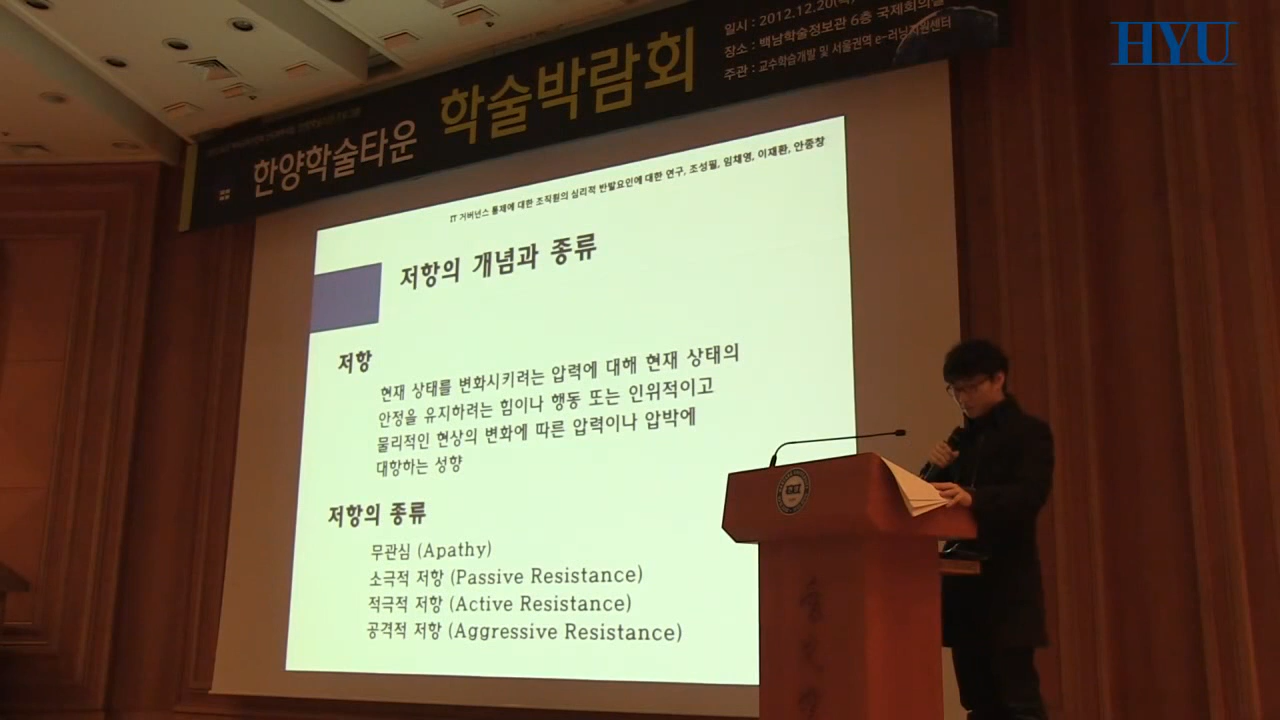 HYU
일시 : 2012.12.20(목)
장소 : 백남학술정보관 6층 국제회의실
주관 : 교수학습개발 및 서울권역 e-러닝지원센터
한양학술타운 학술박람회
IT 거버넌스 통제에 대한 조직원의 심리적 반발요인에 대한 연구, 조성필, 임채영, 이재환, 안중창
저항의 개념과 종류
저항
현재 상태를 변화시키려는 압력에 대해 현재 상태의
안정을 유지하려는 힘이나 행동 또는 인위적이고
물리적인 현상의 변화에 따른 압력이나 압박에
대항하는 성향
저항의 종류
무관심 (Apathy)
소극적 저항 (Passive Resistance)
적극적 저항 (Active Resistance)
공격적 저항 (Aggressive Resistance)